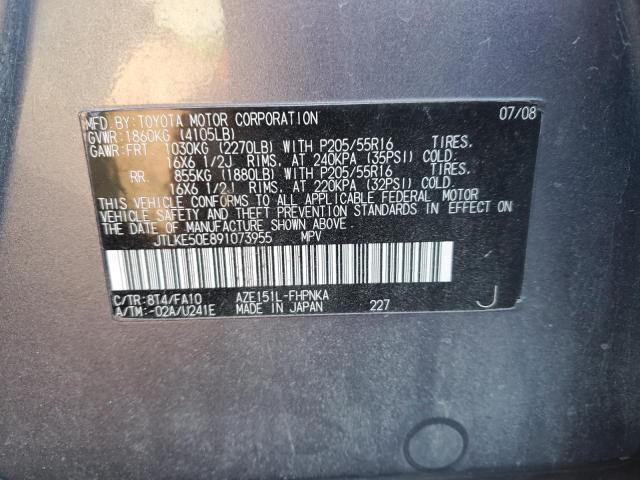 MFD BY:TOYOTA MOTOR CORPORATION 07/08
GVWR:1860KG (4105LB)
GAWR:FRT 1030KG (2270LB) WITH P205/55R16 TIRES.
16X6 1/2J RIMS, AT 240KPA (35PSI) COLD.
RR. 855KG (1880LB) WITH P205/55R16 TIRES.
16X6 1/2J RIMS, AT 220KPA (32PSI) COLD.
THIS VEHICLE CONFORMS TO ALL APPLICABLE FEDERAL MOTOR
VEHICLE SAFETY AND THEFT PREVENTION STANDARDS IN EFFECT ON
THE DATE OF MANUFACTURE SHOWN ABOVE.
JTLKE50E891073955 MPV
C/TR:8T4/FA10 AZE151L-FHPNKA
A/TM:-02A/U241E MADE IN JAPAN 227 J